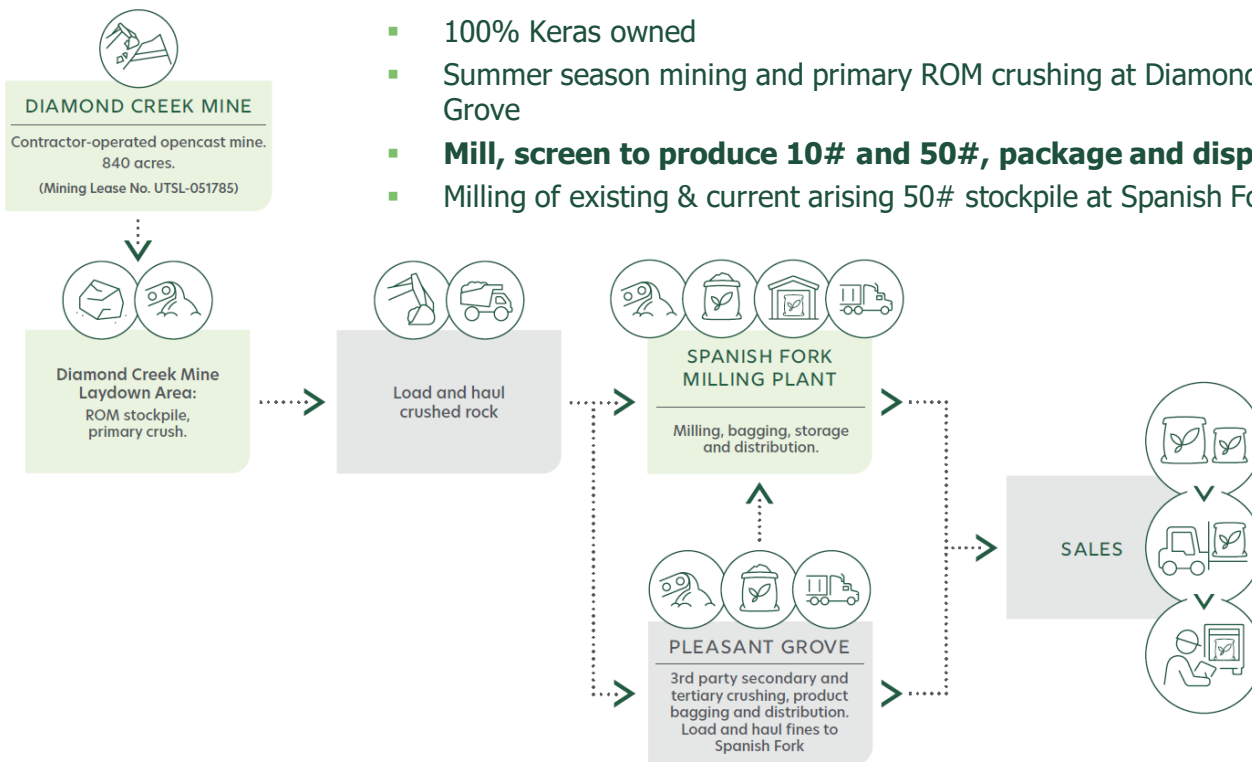 100% Keras owned
Summer season mining and primary ROM crushing at
Grove
Mill, screen to produce 10# and 50#, package and
Milling of existing & current arising 50# stockpile at Spanish
DIAMOND CREEK MINE
Contractor-operated opencast mine.
840 acres.
(Mining Lease No. UTSL-051785)
Diamond Creek Mine
Laydown Area:
ROM stockpile,
primary crush.
Load and haul
crushed rock
SPANISH FORK
MILLING PLANT
Milling, bagging, storage
and distribution.
PLEASANT GROVE
3rd party secondary and
tertiary crushing, product
bagging and distribution.
Load and haul fines to
Spanish Fork
SALES